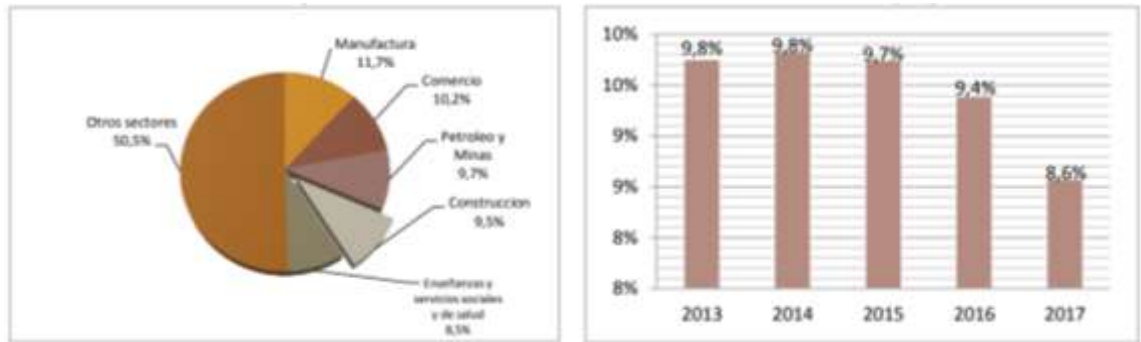 Manufactura
11,7%
Comercio
10,2%
Otros sectores
50,5%
Petroleo y
Minas
9,7%
Construccion
9,5%
Enseñanza y
servicios sociales
y de salud
8,5%
10%
10%
9%
9%
8%
8%
9,8%
9,8%
9,7%
9,4%
8,6%
2013
2014
2015
2016
2017